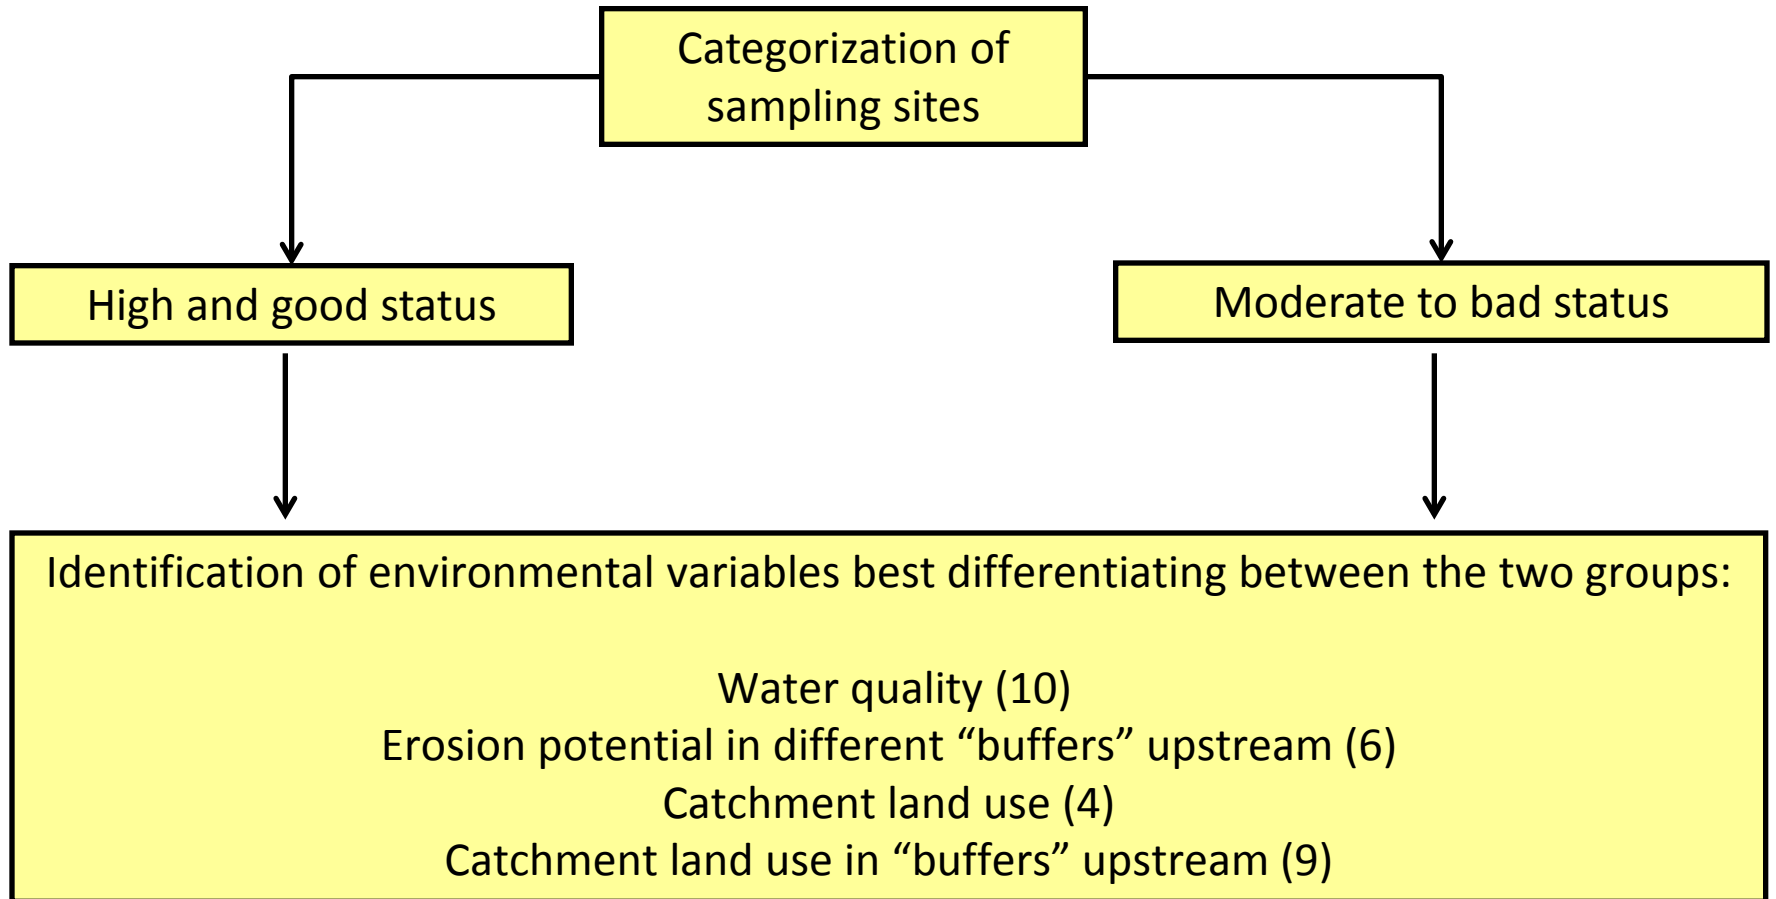 Categorization of
sampling sites
High and good status
Moderate to bad status
Identification of environmental variables best differentiating between the two groups:
Water quality (10)
Erosion potential in different “buffers” upstream (6)
Catchment land use (4)
Catchment land use in “buffers” upstream (9)